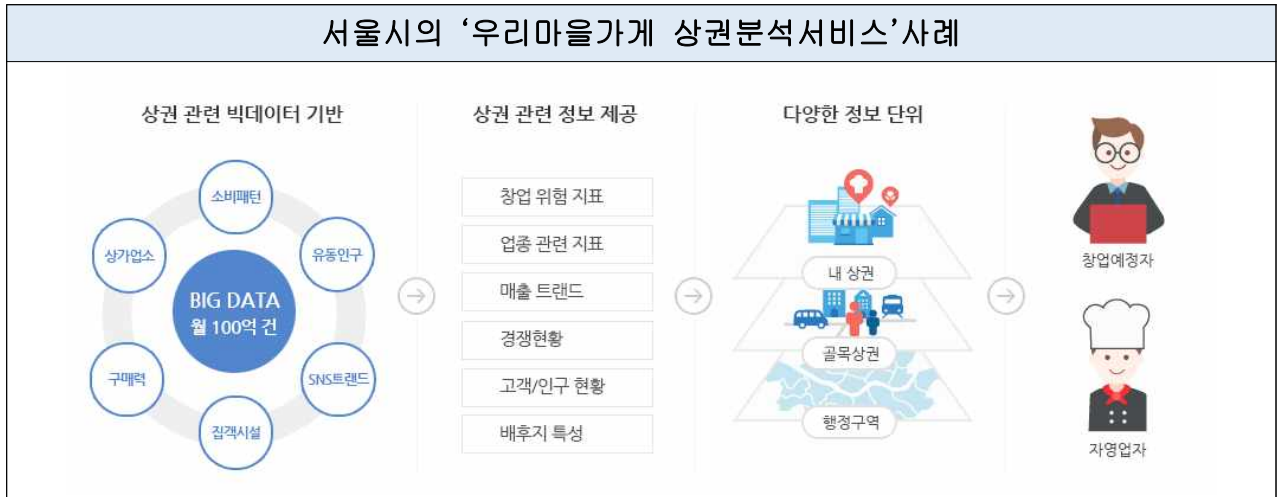 서울시의 ‘우리마을가게 상권분석서비스’사례
상권 관련 빅데이터 기반
소비패턴
유동인구
SNS트랜드
집객시설
구매력
상가업소
BIG DATA
월 100억 건
상권 관련 정보 제공
창업 위험 지표
업종 관련 지표
매출 트랜드
경쟁현황
고객/인구 현황
배후지 특성
다양한 정보 단위
내 상권
골목상권
행정구역
창업예정자
자영업자